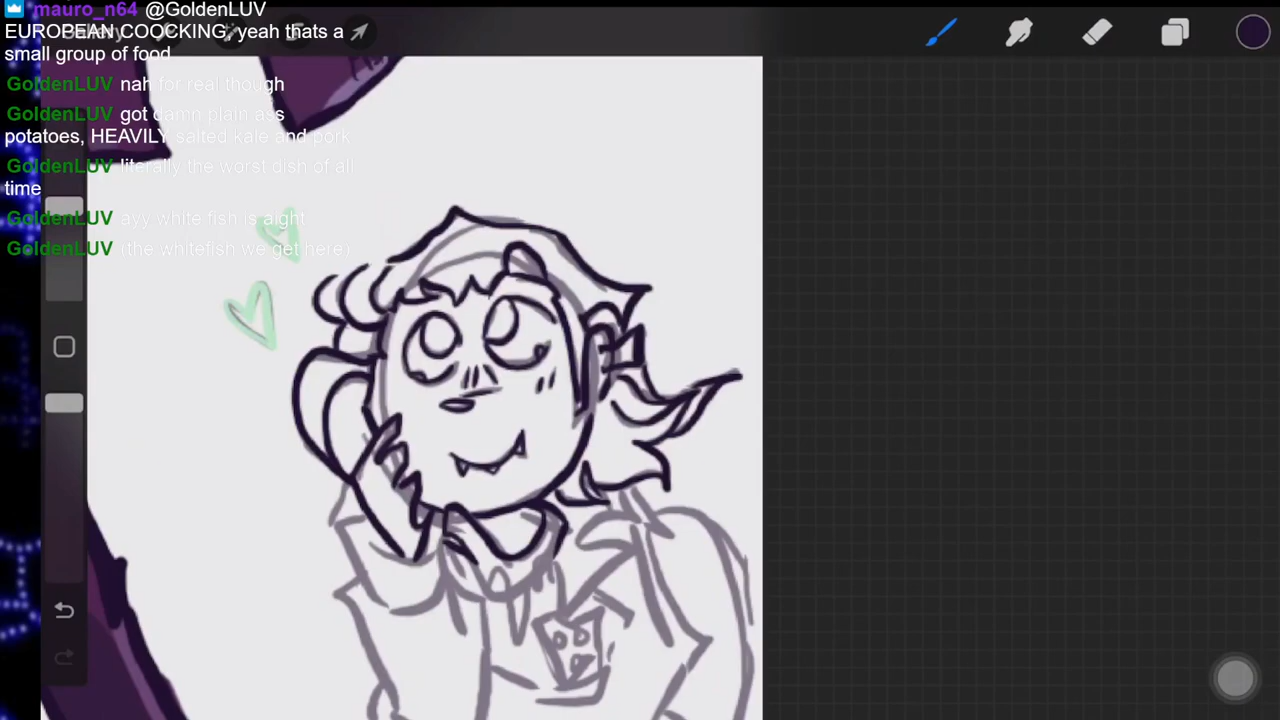 mauro_n64 @GoldenLUV
EUROPEAN COOCKING, yeah thats a
small group of food
GoldenLUV nah for real though
GoldenLUV got damn plain ass
potatoes, HEAVILY salted kale and pork
GoldenLUV literally the worst dish of all
time
GoldenLUV ayy white fish is aight
GoldenLUV (the whitefish we get here)